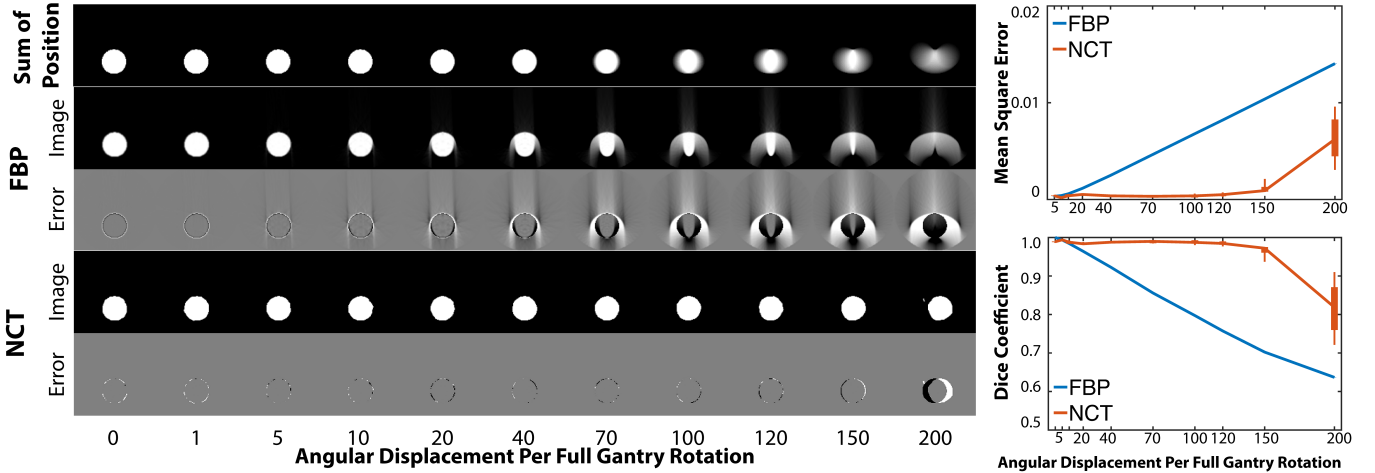 Sum of
Position
FBP
Image
Error
NCT
Image
Error
0 1 5 10 20 40 70 100 120 150 200
Angular Displacement Per Full Gantry Rotation
Mean Square Error
0.02
0.01
0
FBP
NCT
5 20 40 70 100 120 150 200
Dice Coefficient
1.0
0.9
0.8
0.7
0.6
0.5
FBP
NCT
5 20 40 70 100 120 150 200
Angular Displacement Per Full Gantry Rotation